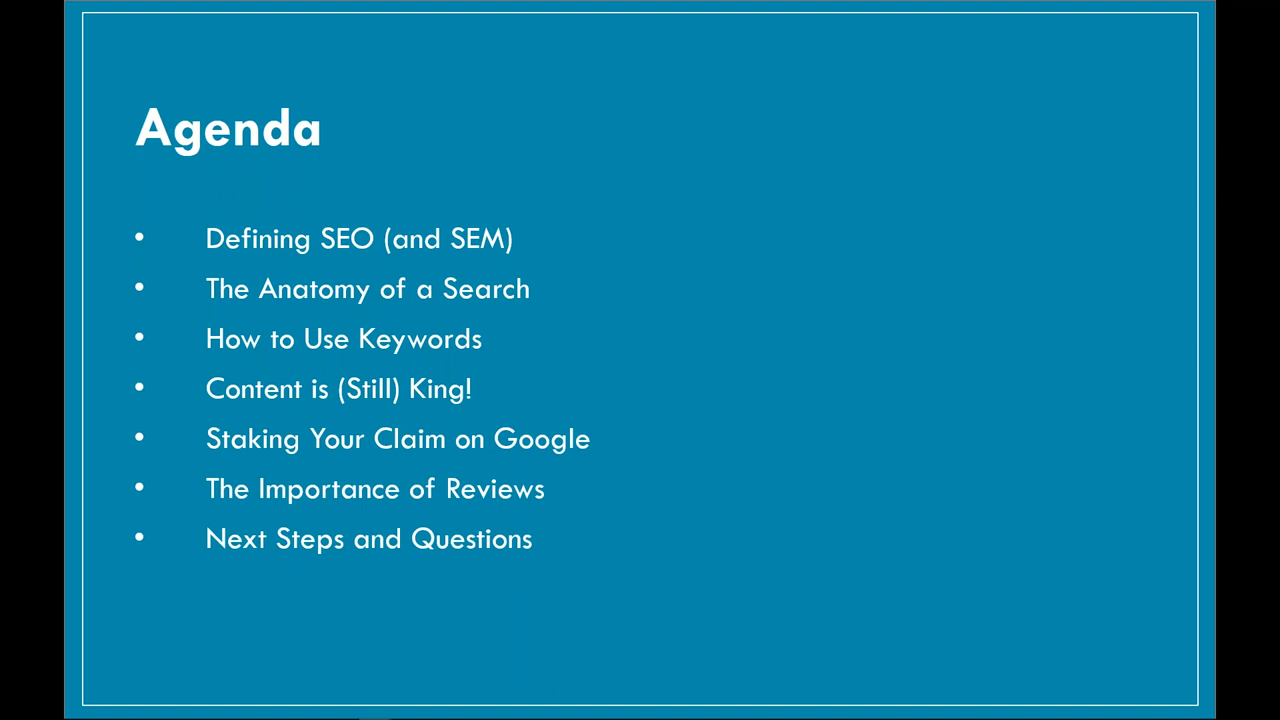 Agenda
• Defining SEO (and SEM)
• The Anatomy of a Search
• How to Use Keywords
• Content is (Still) King!
• Staking Your Claim on Google
• The Importance of Reviews
• Next Steps and Questions